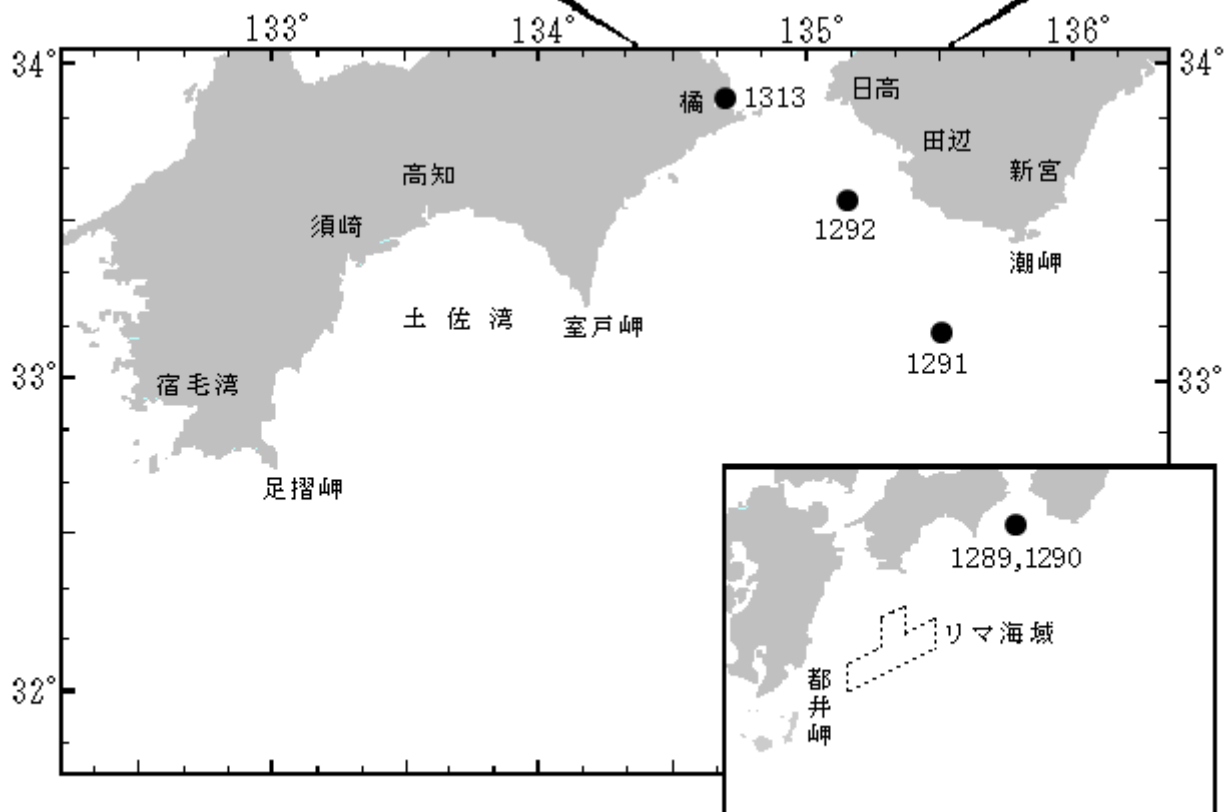 133° 134° 135° 136°
34° 34°
日高
橘 1313
田辺
新宮
高知
須崎
1292
潮岬
土佐湾 室戸岬
1291
33° 33°
宿毛湾
足摺岬
1289,1290
リマ海域
都井岬
32°